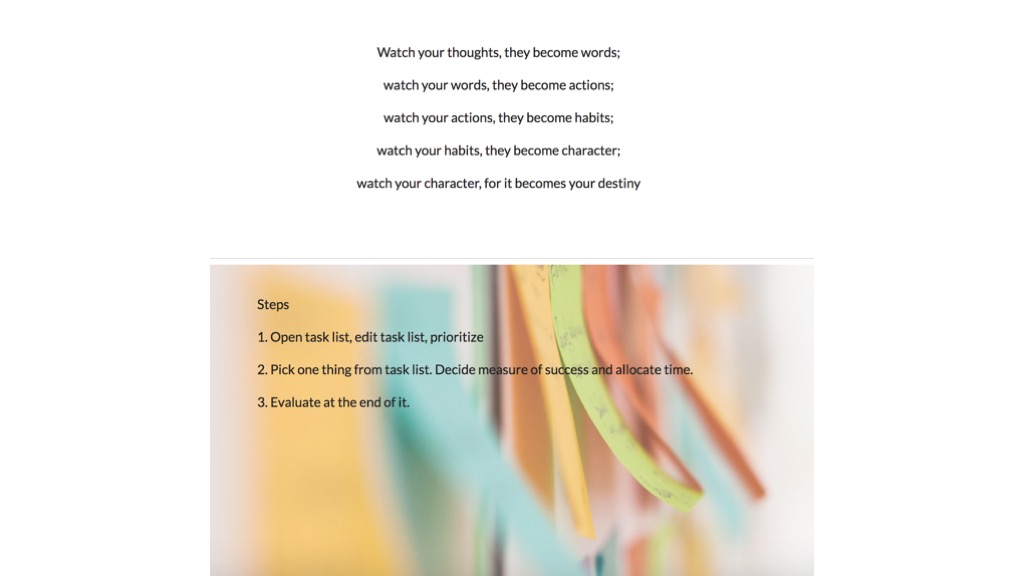 Watch your thoughts, they become words;
watch your words, they become actions;
watch your actions, they become habits;
watch your habits, they become character;
watch your character, for it becomes your destiny
Steps
1. Open task list, edit task list, prioritize
2. Pick one thing from task list. Decide measure of success and allocate time.
3. Evaluate at the end of it.